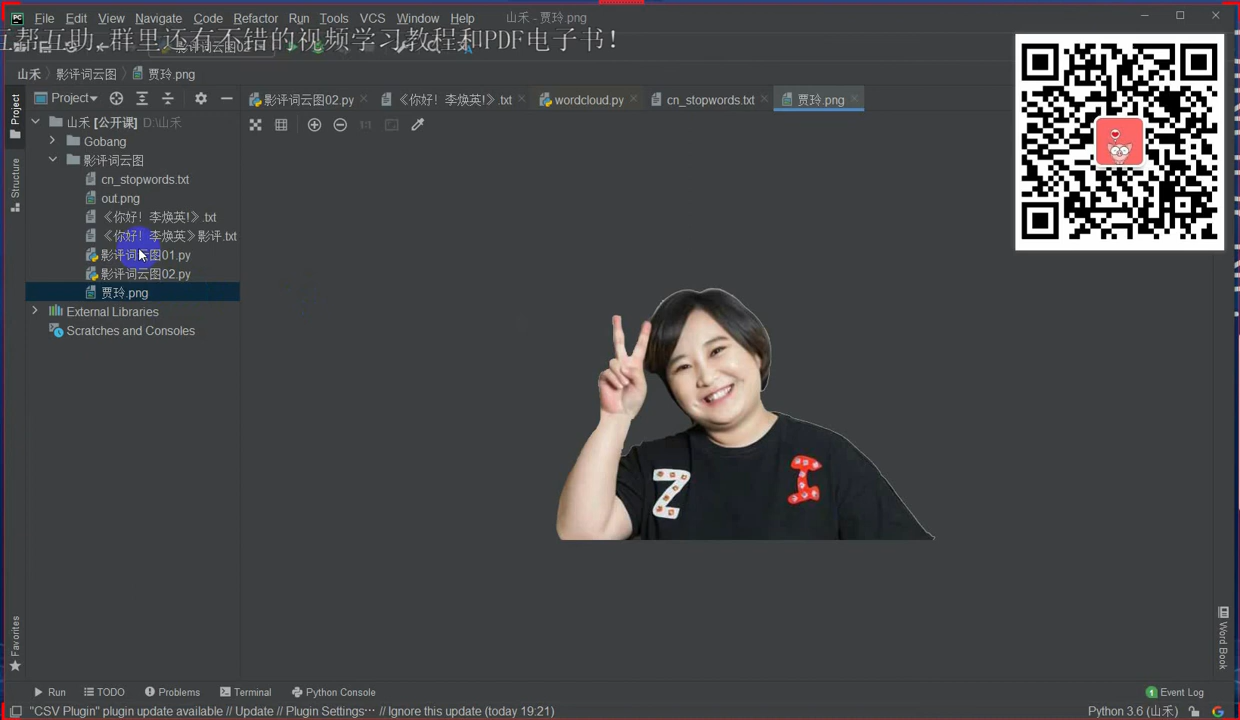 File Edit View Navigate Code Refactor Run Tools VCS Window Help 山禾 - 贾玲.png
互帮互助,群里还有不错的视频学习教程和PDF电子书!
山禾 影评词云图 贾玲.png
Project 影评词云图02.py 《你好!李焕英!》.txt wordcloud.py cn_stopwords.txt 贾玲.png
Project
山禾 [公开课] D:\山禾
Gobang
影评词云图
cn_stopwords.txt
out.png
《你好!李焕英!》.txt
《你好!李焕英》影评.txt
影评词云图01.py
影评词云图02.py
贾玲.png
External Libraries
Scratches and Consoles
Structure
Z I
Favorites
Word Book
Run TODO Problems Terminal Python Console 1 Event Log
"CSV Plugin" plugin update available // Update // Plugin Settings... // Ignore this update (today 19:21) Python 3.6 (山禾)